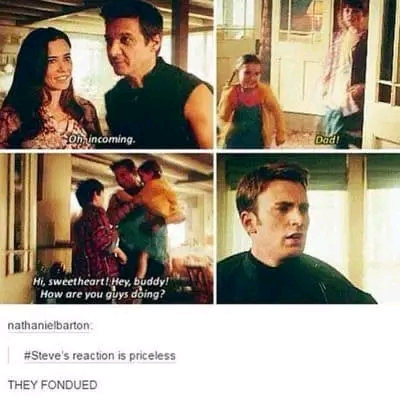 Oh, incoming.
Dad!
Hi, sweetheart! Hey, buddy!
How are you guys doing?
nathanielbarton:
#Steve's reaction is priceless
THEY FONDUED